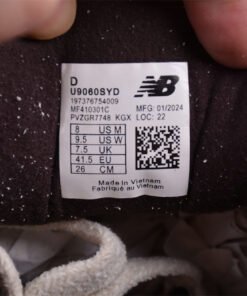 D
U9060SYD
197376754009
MF410301C
PVZGR7748 KGX
MFG: 01/2024
LOC: 22
8 US M
9.5 US W
7.5 UK
41.5 EU
26 CM
NB
Made in Vietnam
Fabriqué au Vietnam